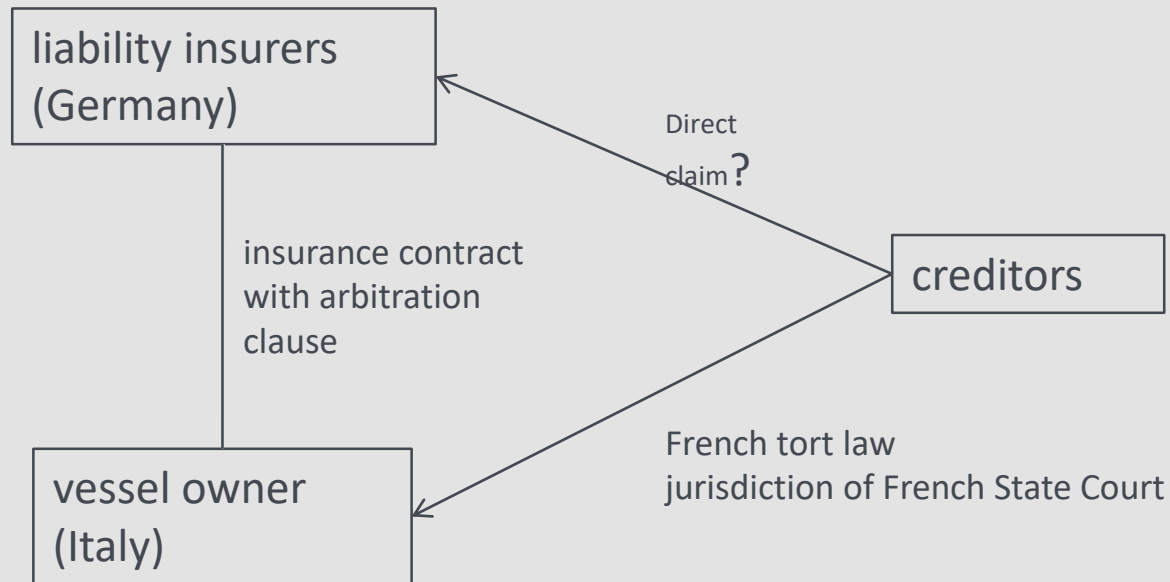 liability insurers
(Germany)
Direct
claim?
insurance contract
with arbitration
clause
creditors
French tort law
jurisdiction of French State Court
vessel owner
(Italy)